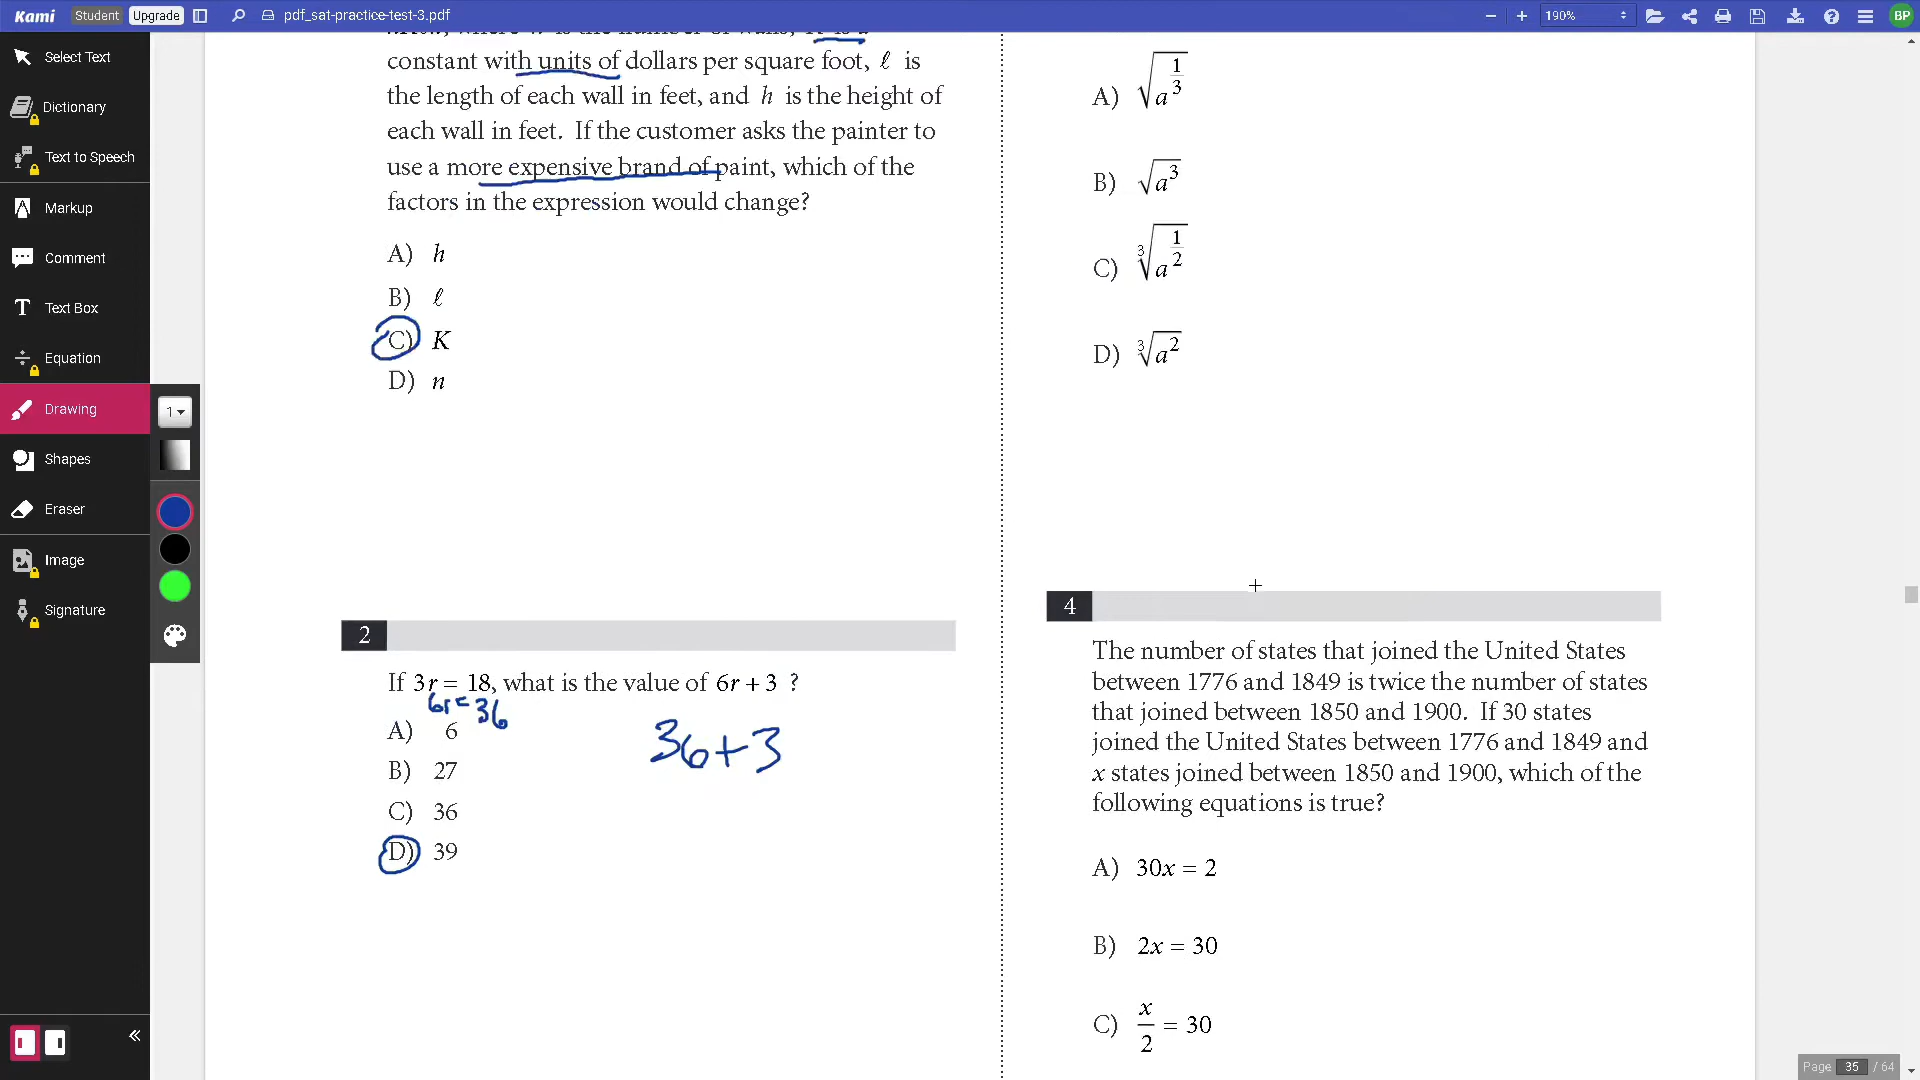 Kami
Student
Upgrade
pdf_sat-practice-test-3.pdf
190%
BP
Select Text
Dictionary
Text to Speech
Markup
Comment
Text Box
Equation
Drawing
Shapes
Eraser
Image
Signature
1
constant with units of dollars per square foot, ℓ is
the length of each wall in feet, and h is the height of
each wall in feet. If the customer asks the painter to
use a more expensive brand of paint, which of the
factors in the expression would change?
A) h
B) ℓ
C) K
D) n
2
If 3r = 18, what is the value of 6r + 3 ?
6r = 36
A) 6
36+3
B) 27
C) 36
D) 39
A) √a^(1/3)
B) √a³
C) ³√a^(1/2)
D) ³√a²
4
The number of states that joined the United States
between 1776 and 1849 is twice the number of states
that joined between 1850 and 1900. If 30 states
joined the United States between 1776 and 1849 and
x states joined between 1850 and 1900, which of the
following equations is true?
A) 30x = 2
B) 2x = 30
C) x/2 = 30
Page 35 / 64